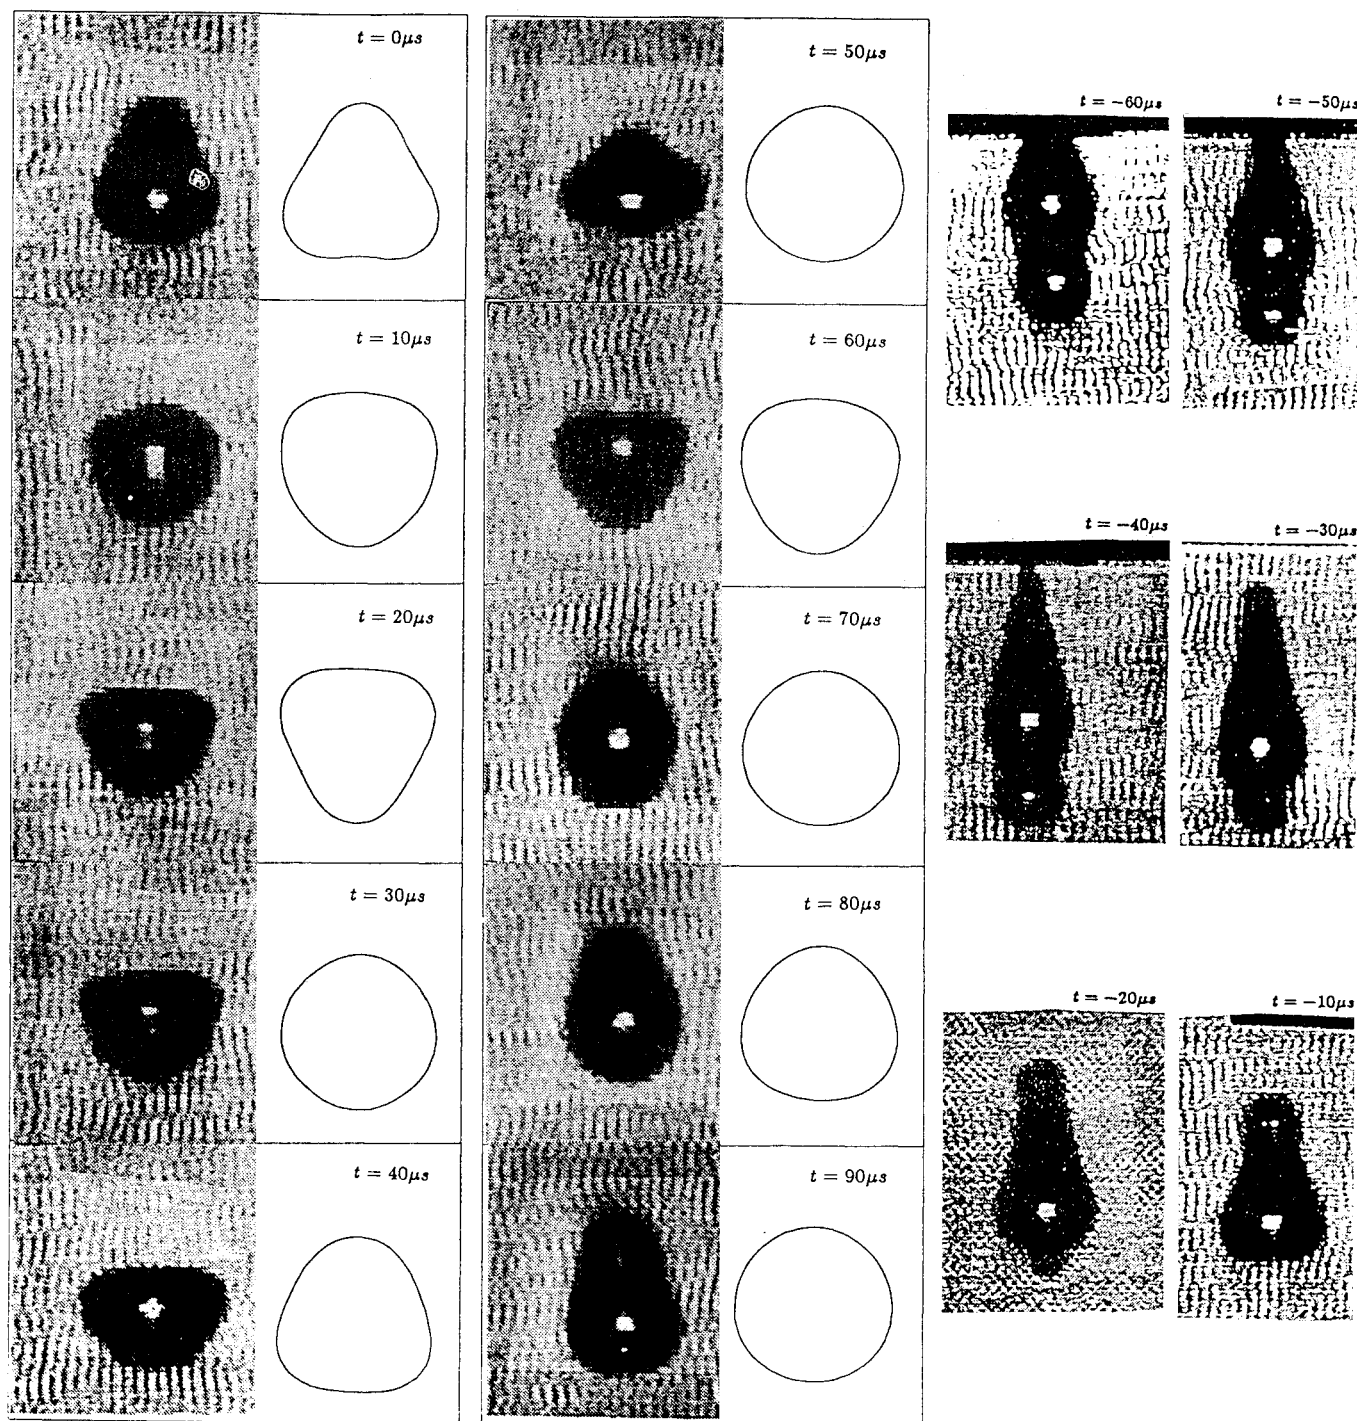 t = 0μs
t = 10μs
t = 20μs
t = 30μs
t = 40μs
t = 50μs
t = 60μs
t = 70μs
t = 80μs
t = 90μs
t = −60μs
t = −50μs
t = −40μs
t = −30μs
t = −20μs
t = −10μs